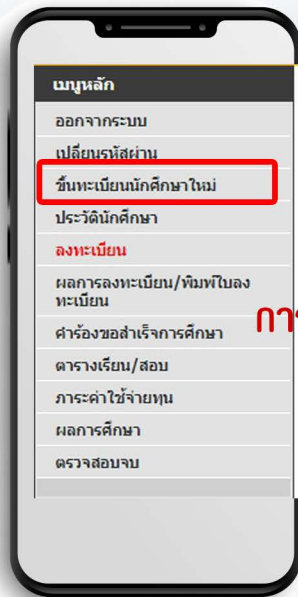 เมนูหลัก
ออกจากระบบ
เปลี่ยนรหัสผ่าน
ขึ้นทะเบียนนักศึกษาใหม่
ประวัตินักศึกษา
ลงทะเบียน
ผลการลงทะเบียน/พิมพ์ใบลง
ทะเบียน
คำร้องขอสำเร็จการศึกษา
ตารางเรียน/สอบ
ภาระค่าใช้จ่ายทุน
ผลการศึกษา
ตรวจสอบจบ